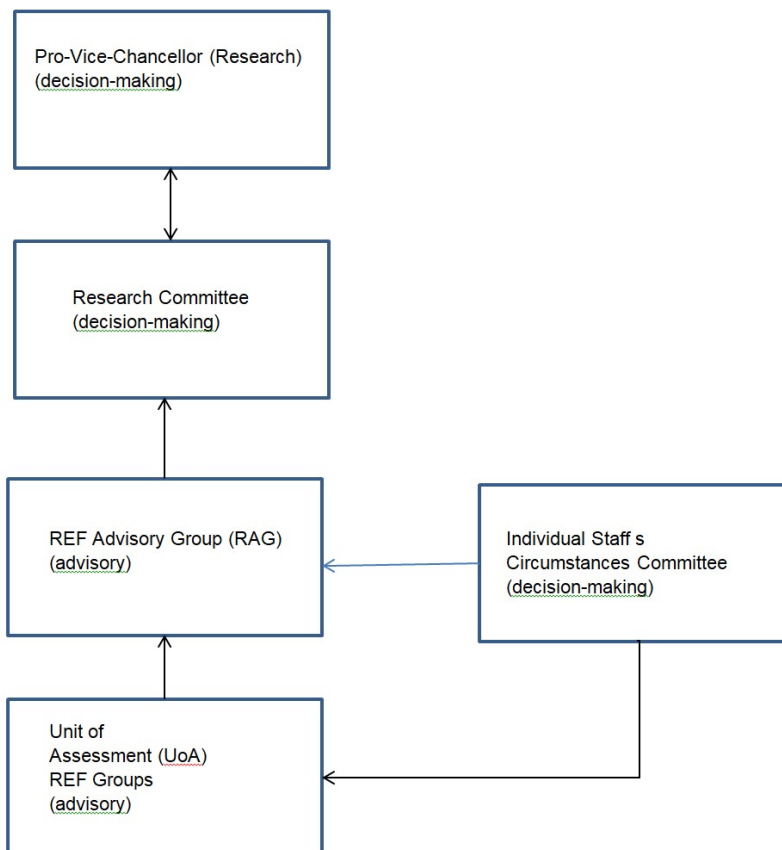 Pro-Vice-Chancellor (Research)
(decision-making)
Research Committee
(decision-making)
REF Advisory Group (RAG)
(advisory)
Individual Staff s
Circumstances Committee
(decision-making)
Unit of
Assessment (UoA)
REF Groups
(advisory)